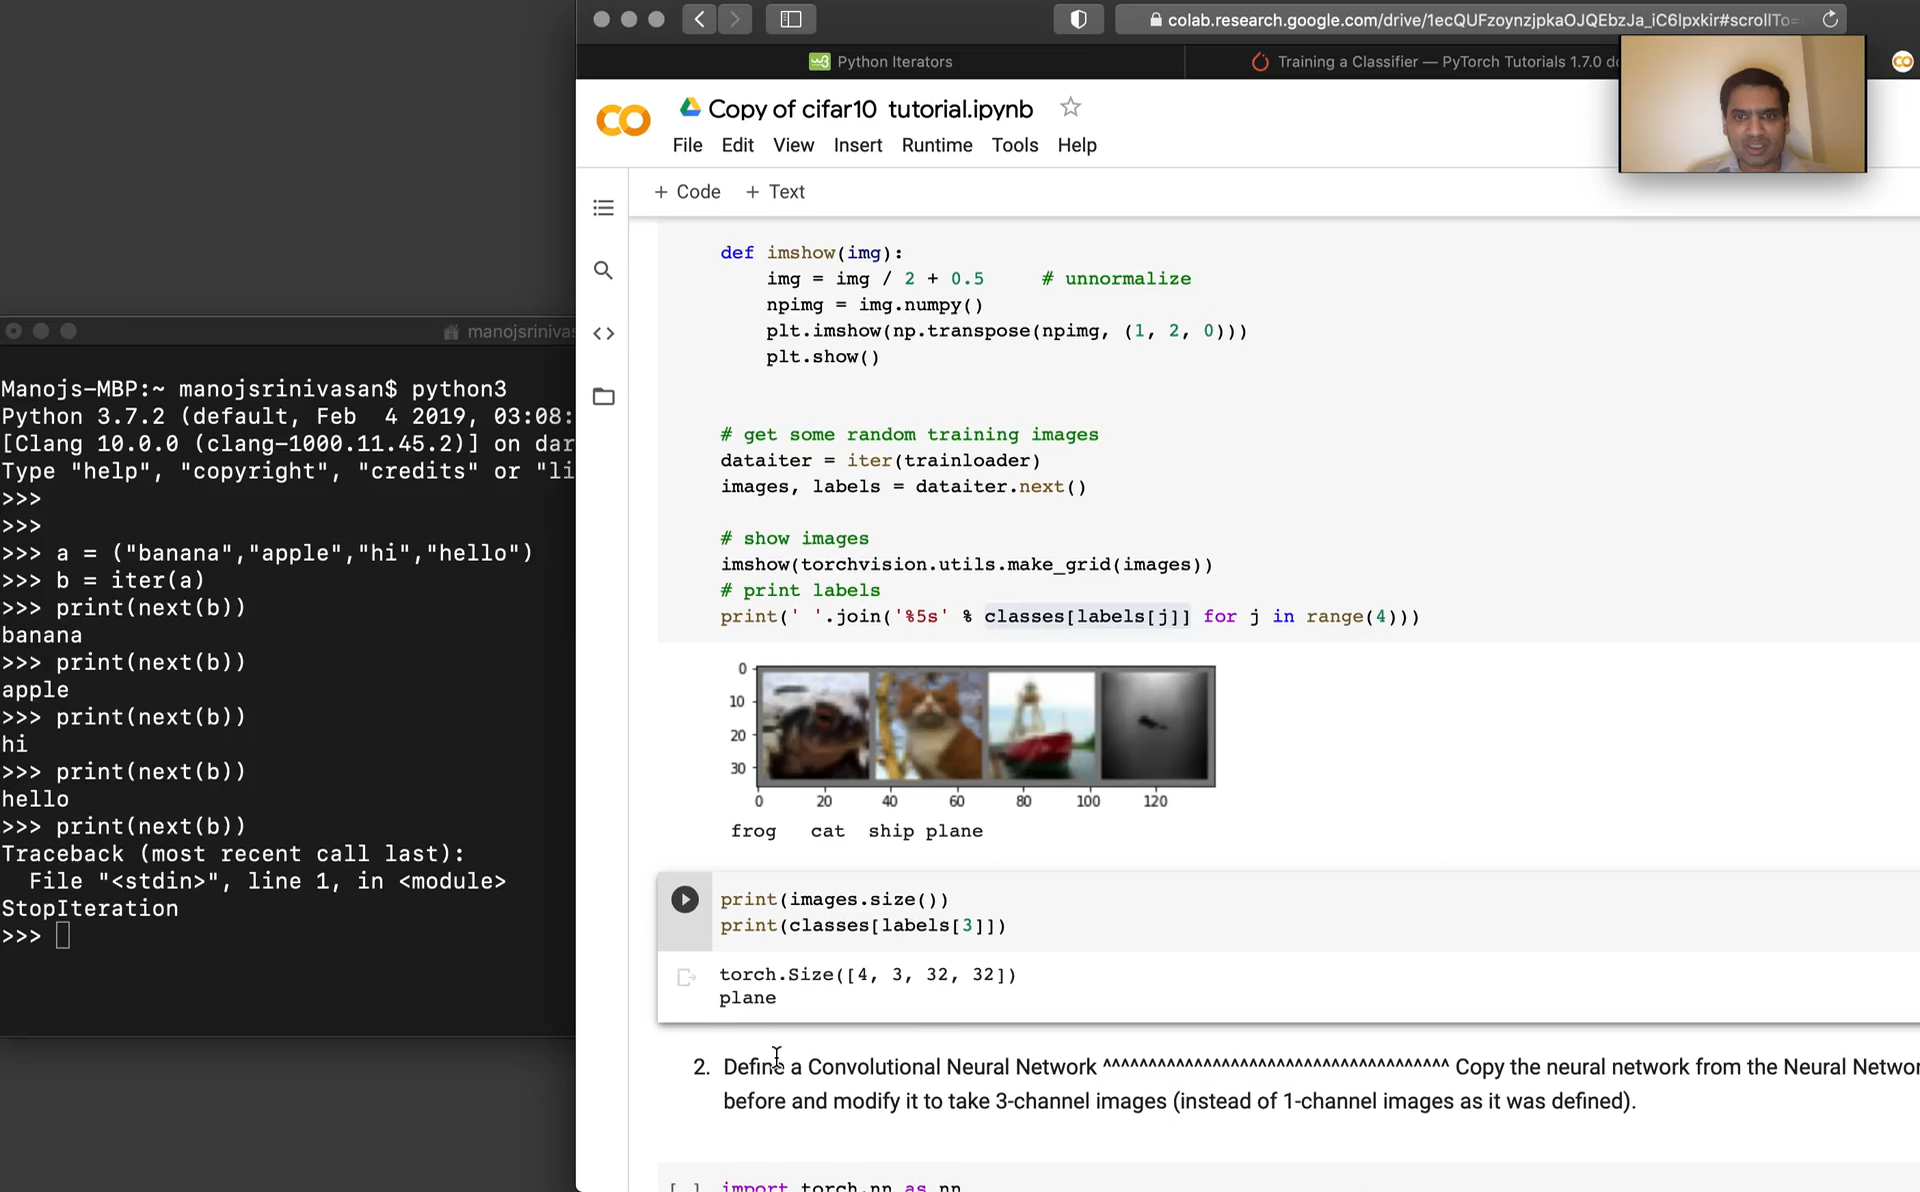 colab.research.google.com/drive/1ecQUFzoynzjpkaOJQEbzJa_iC6lpxkir#scrollTo=
Python Iterators
Training a Classifier — PyTorch Tutorials 1.7.0 do
Copy of cifar10 tutorial.ipynb
File Edit View Insert Runtime Tools Help
+ Code + Text
def imshow(img):
img = img / 2 + 0.5 # unnormalize
npimg = img.numpy()
plt.imshow(np.transpose(npimg, (1, 2, 0)))
plt.show()
# get some random training images
dataiter = iter(trainloader)
images, labels = dataiter.next()
# show images
imshow(torchvision.utils.make_grid(images))
# print labels
print(' '.join('%5s' % classes[labels[j]] for j in range(4)))
0
10
20
30
0 20 40 60 80 100 120
frog cat ship plane
print(images.size())
print(classes[labels[3]])
torch.Size([4, 3, 32, 32])
plane
2. Define a Convolutional Neural Network ^^^^^^^^^^^^^^^^^^^^^^^^^^^^^^^^^^^^ Copy the neural network from the Neural Networ
before and modify it to take 3-channel images (instead of 1-channel images as it was defined).
[ ] import torch.nn as nn
manojsrinivas
Manojs-MBP:~ manojsrinivasan$ python3
Python 3.7.2 (default, Feb 4 2019, 03:08:
[Clang 10.0.0 (clang-1000.11.45.2)] on dar
Type "help", "copyright", "credits" or "li
>>>
>>>
>>> a = ("banana","apple","hi","hello")
>>> b = iter(a)
>>> print(next(b))
banana
>>> print(next(b))
apple
>>> print(next(b))
hi
>>> print(next(b))
hello
>>> print(next(b))
Traceback (most recent call last):
File "<stdin>", line 1, in <module>
StopIteration
>>>